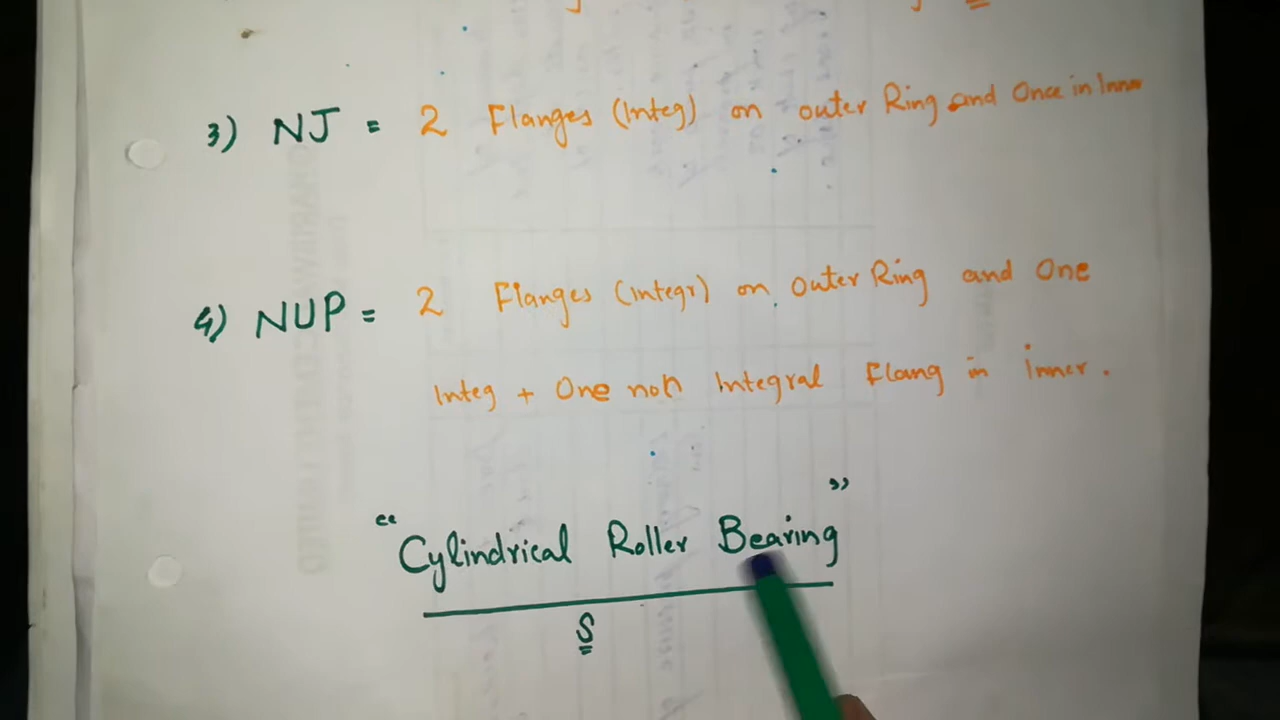 3) NJ = 2 Flanges (Integ) on outer Ring and Once in Inner
4) NUP = 2 Flanges (integr) on outer Ring and One
Integ + One non Integral Flang in inner.
"Cylindrical Roller Bearing"
S